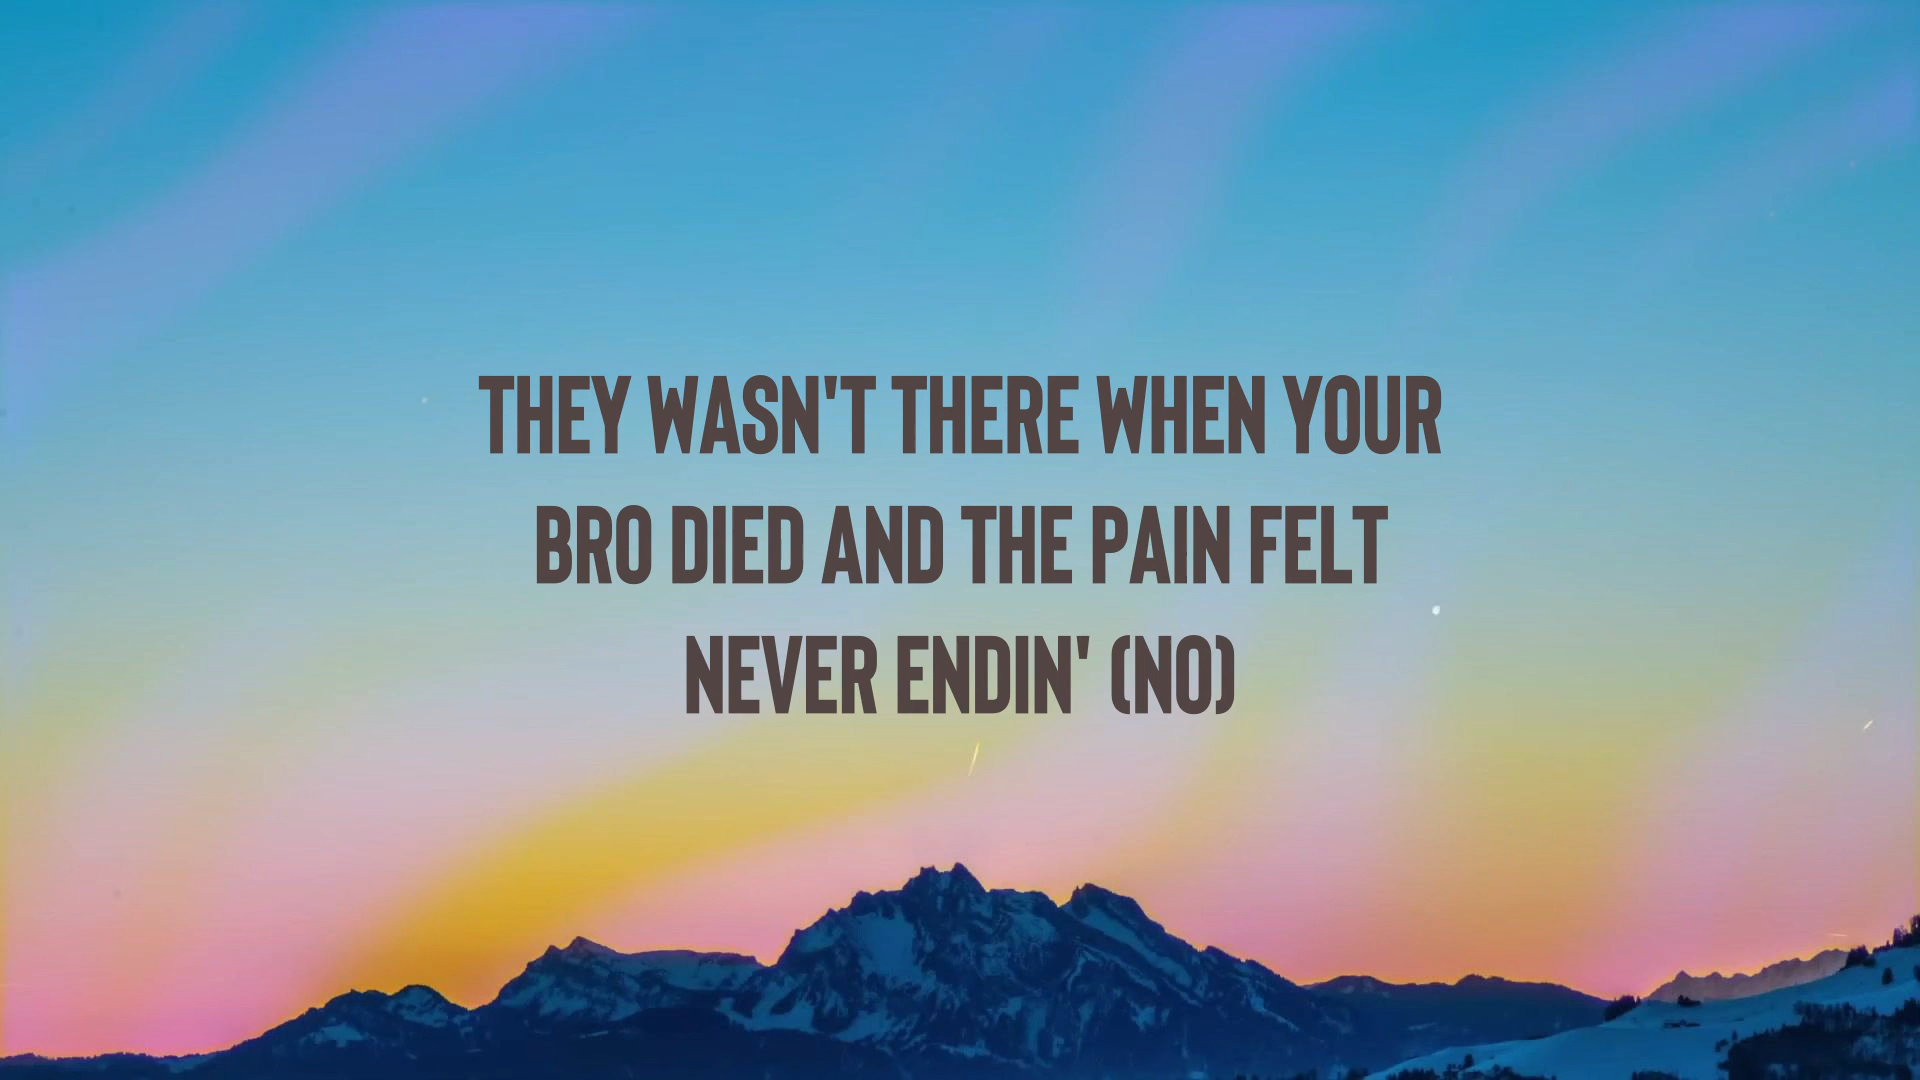 THEY WASN'T THERE WHEN YOUR
BRO DIED AND THE PAIN FELT
NEVER ENDIN' (NO)